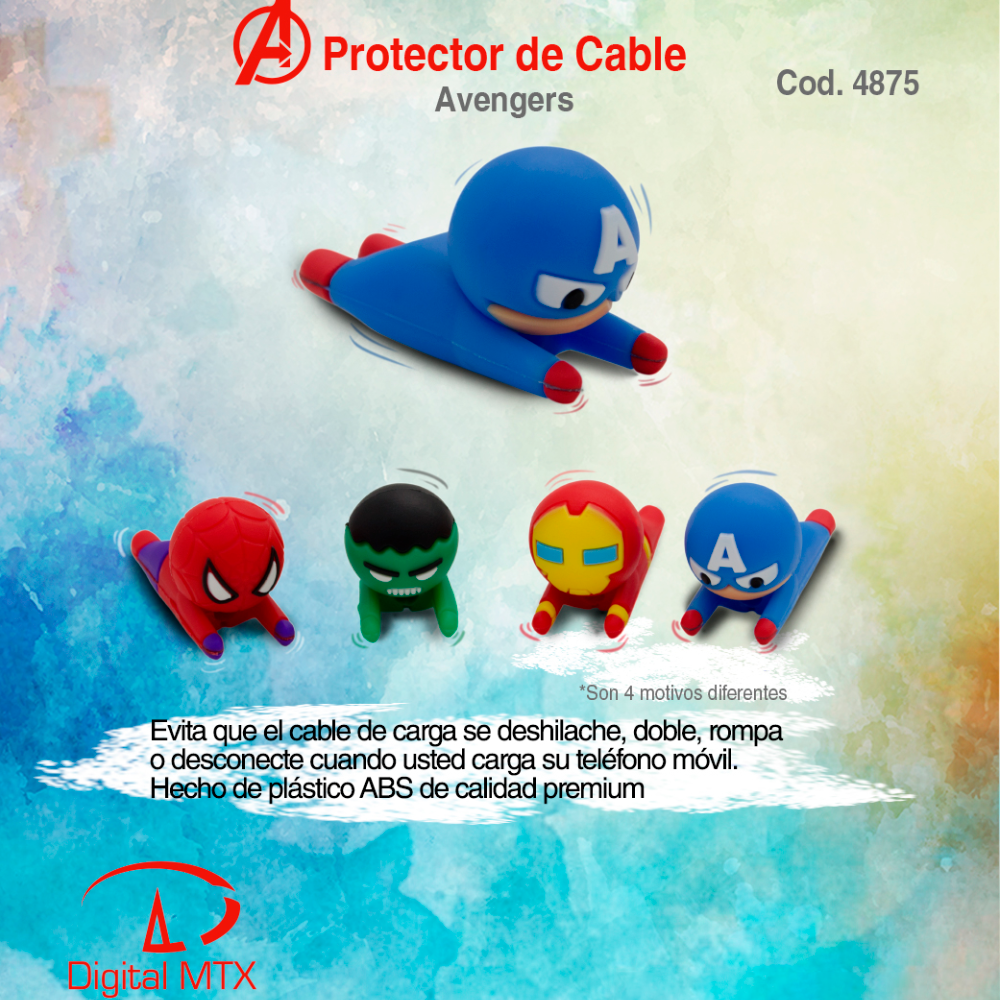 Protector de Cable
Avengers
Cod. 4875
A
A
*Son 4 motivos diferentes
Evita que el cable de carga se deshilache, doble, rompa
o desconecte cuando usted carga su teléfono móvil.
Hecho de plástico ABS de calidad premium
Digital MTX